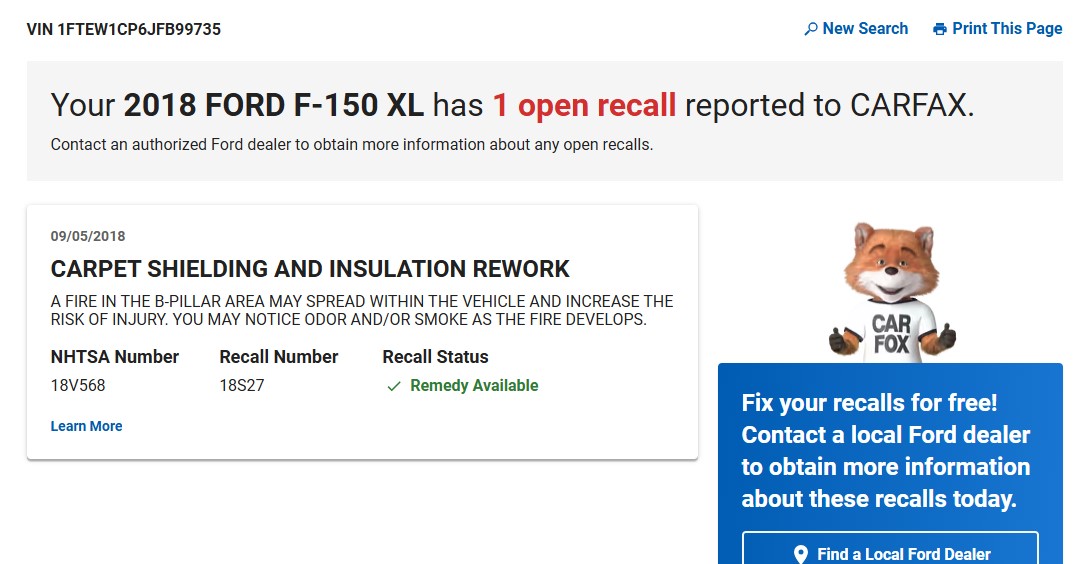 VIN 1FTEW1CP6JFB99735
New Search
Print This Page
Your 2018 FORD F-150 XL has 1 open recall reported to CARFAX.
Contact an authorized Ford dealer to obtain more information about any open recalls.
09/05/2018
CARPET SHIELDING AND INSULATION REWORK
A FIRE IN THE B-PILLAR AREA MAY SPREAD WITHIN THE VEHICLE AND INCREASE THE
RISK OF INJURY. YOU MAY NOTICE ODOR AND/OR SMOKE AS THE FIRE DEVELOPS.
NHTSA Number Recall Number Recall Status
18V568 18S27 Remedy Available
Learn More
CAR
FOX
Fix your recalls for free!
Contact a local Ford dealer
to obtain more information
about these recalls today.
Find a Local Ford Dealer